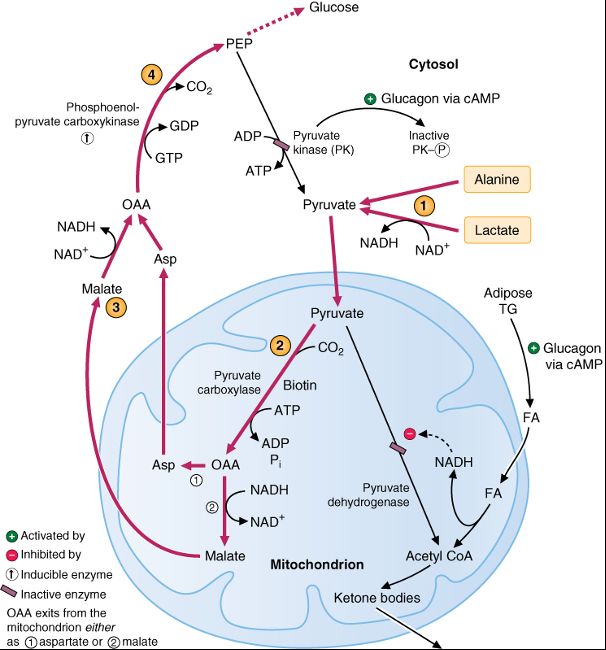 Glucose
PEP
Cytosol
4
CO2
Phosphoenol-
pyruvate carboxykinase
GDP
GTP
+ Glucagon via cAMP
ADP
Pyruvate
kinase (PK)
ATP
Inactive
PK–P
Alanine
1
Lactate
OAA
Pyruvate
NADH
NAD+
NADH
NAD+
Asp
Malate
3
Pyruvate
Adipose
TG
2
CO2
+ Glucagon
via cAMP
Pyruvate
carboxylase
Biotin
ATP
ADP
Pi
FA
Asp
1
OAA
NADH
2
NADH
NAD+
FA
Pyruvate
dehydrogenase
Malate
Mitochondrion
Acetyl CoA
Ketone bodies
+ Activated by
– Inhibited by
↑ Inducible enzyme
Inactive enzyme
OAA exits from the
mitochondrion either
as 1 aspartate or 2 malate